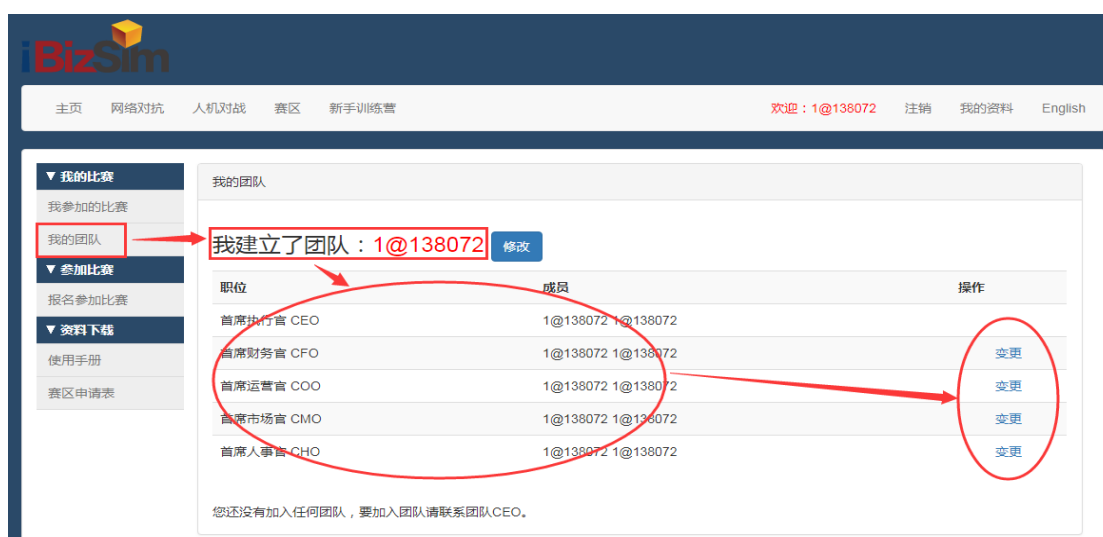 iBizSim
主页 网络对抗 人机对战 赛区 新手训练营 欢迎：1@138072 注销 我的资料 English
▼ 我的比赛
我参加的比赛
我的团队
▼ 参加比赛
报名参加比赛
▼ 资料下载
使用手册
赛区申请表
我的团队
我建立了团队：1@138072 修改
职位 成员 操作
首席执行官 CEO 1@138072 1@138072
首席财务官 CFO 1@138072 1@138072 变更
首席运营官 COO 1@138072 1@138072 变更
首席市场官 CMO 1@138072 1@138072 变更
首席人事官 CHO 1@138072 1@138072 变更
您还没有加入任何团队，要加入团队请联系团队CEO。